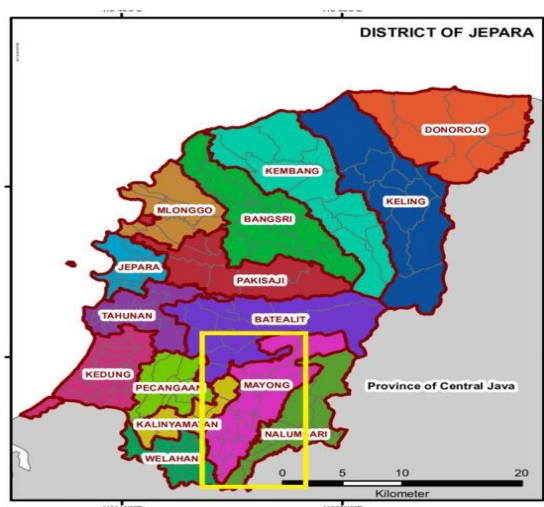 DISTRICT OF JEPARA
DONOROJO
KEMBANG
KELING
MLONGGO
BANGSRI
JEPARA
PAKISAJI
TAHUNAN
BATEALIT
KEDUNG
PECANGAAN
MAYONG
Province of Central Java
KALINYAMATAN
NALUMSARI
WELAHAN
0 5 10 20
Kilometer